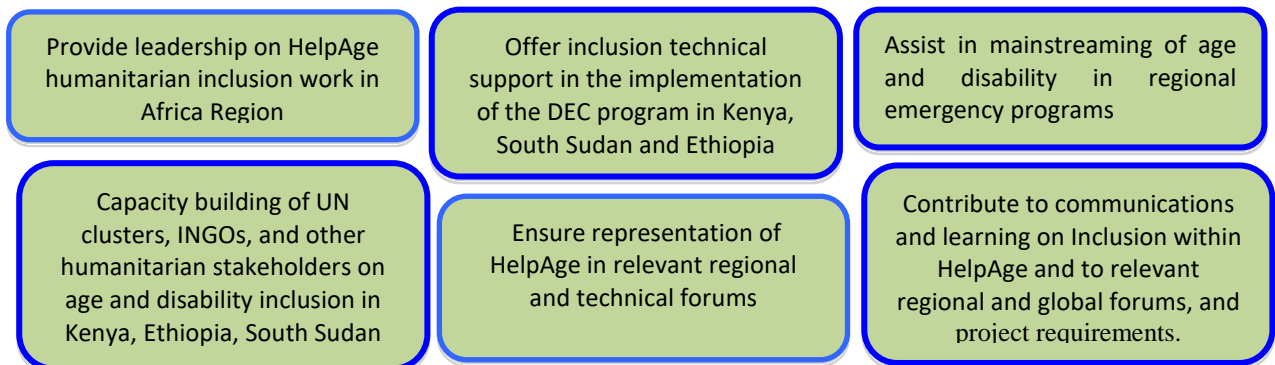 Provide leadership on HelpAge
humanitarian inclusion work in
Africa Region
Offer inclusion technical
support in the implementation
of the DEC program in Kenya,
South Sudan and Ethiopia
Assist in mainstreaming of age
and disability in regional
emergency programs
Capacity building of UN
clusters, INGOs, and other
humanitarian stakeholders on
age and disability inclusion in
Kenya, Ethiopia, South Sudan
Ensure representation of
HelpAge in relevant regional
and technical forums
Contribute to communications
and learning on Inclusion within
HelpAge and to relevant
regional and global forums, and
project requirements.